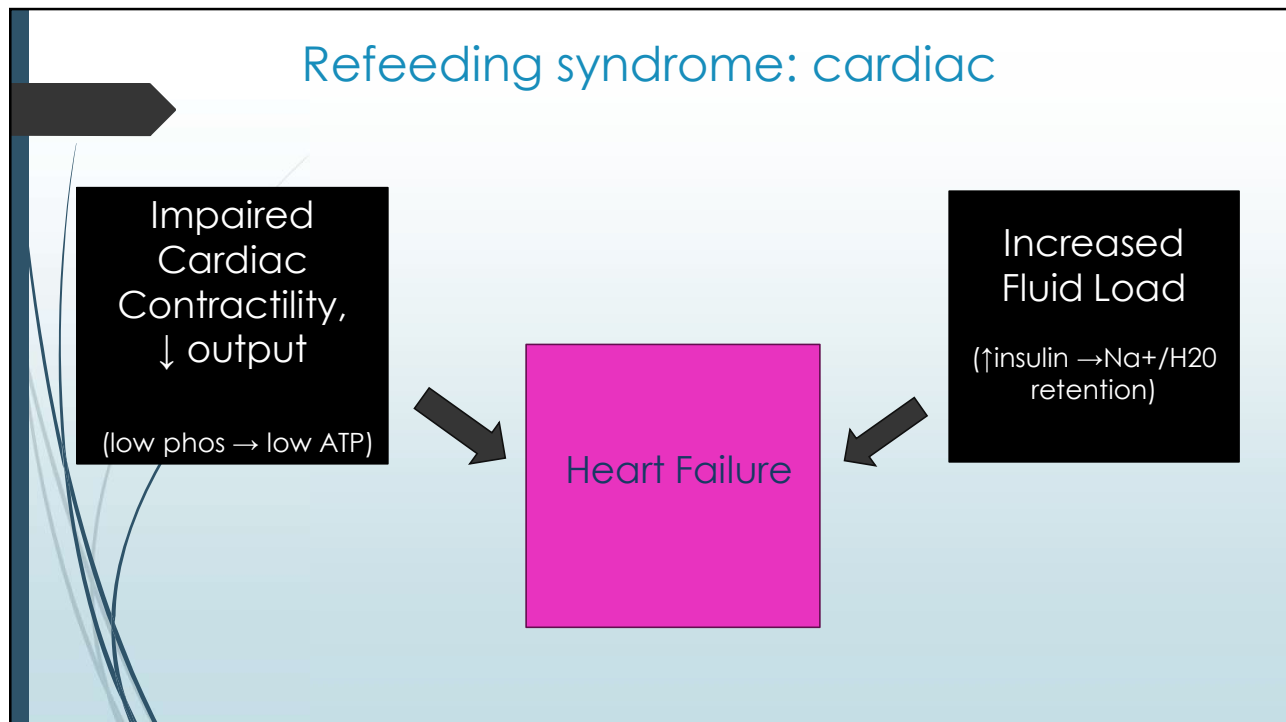 Refeeding syndrome: cardiac
Impaired
Cardiac
Contractility,
↓ output
(low phos → low ATP)
Increased
Fluid Load
(↑insulin →Na+/H20
retention)
Heart Failure